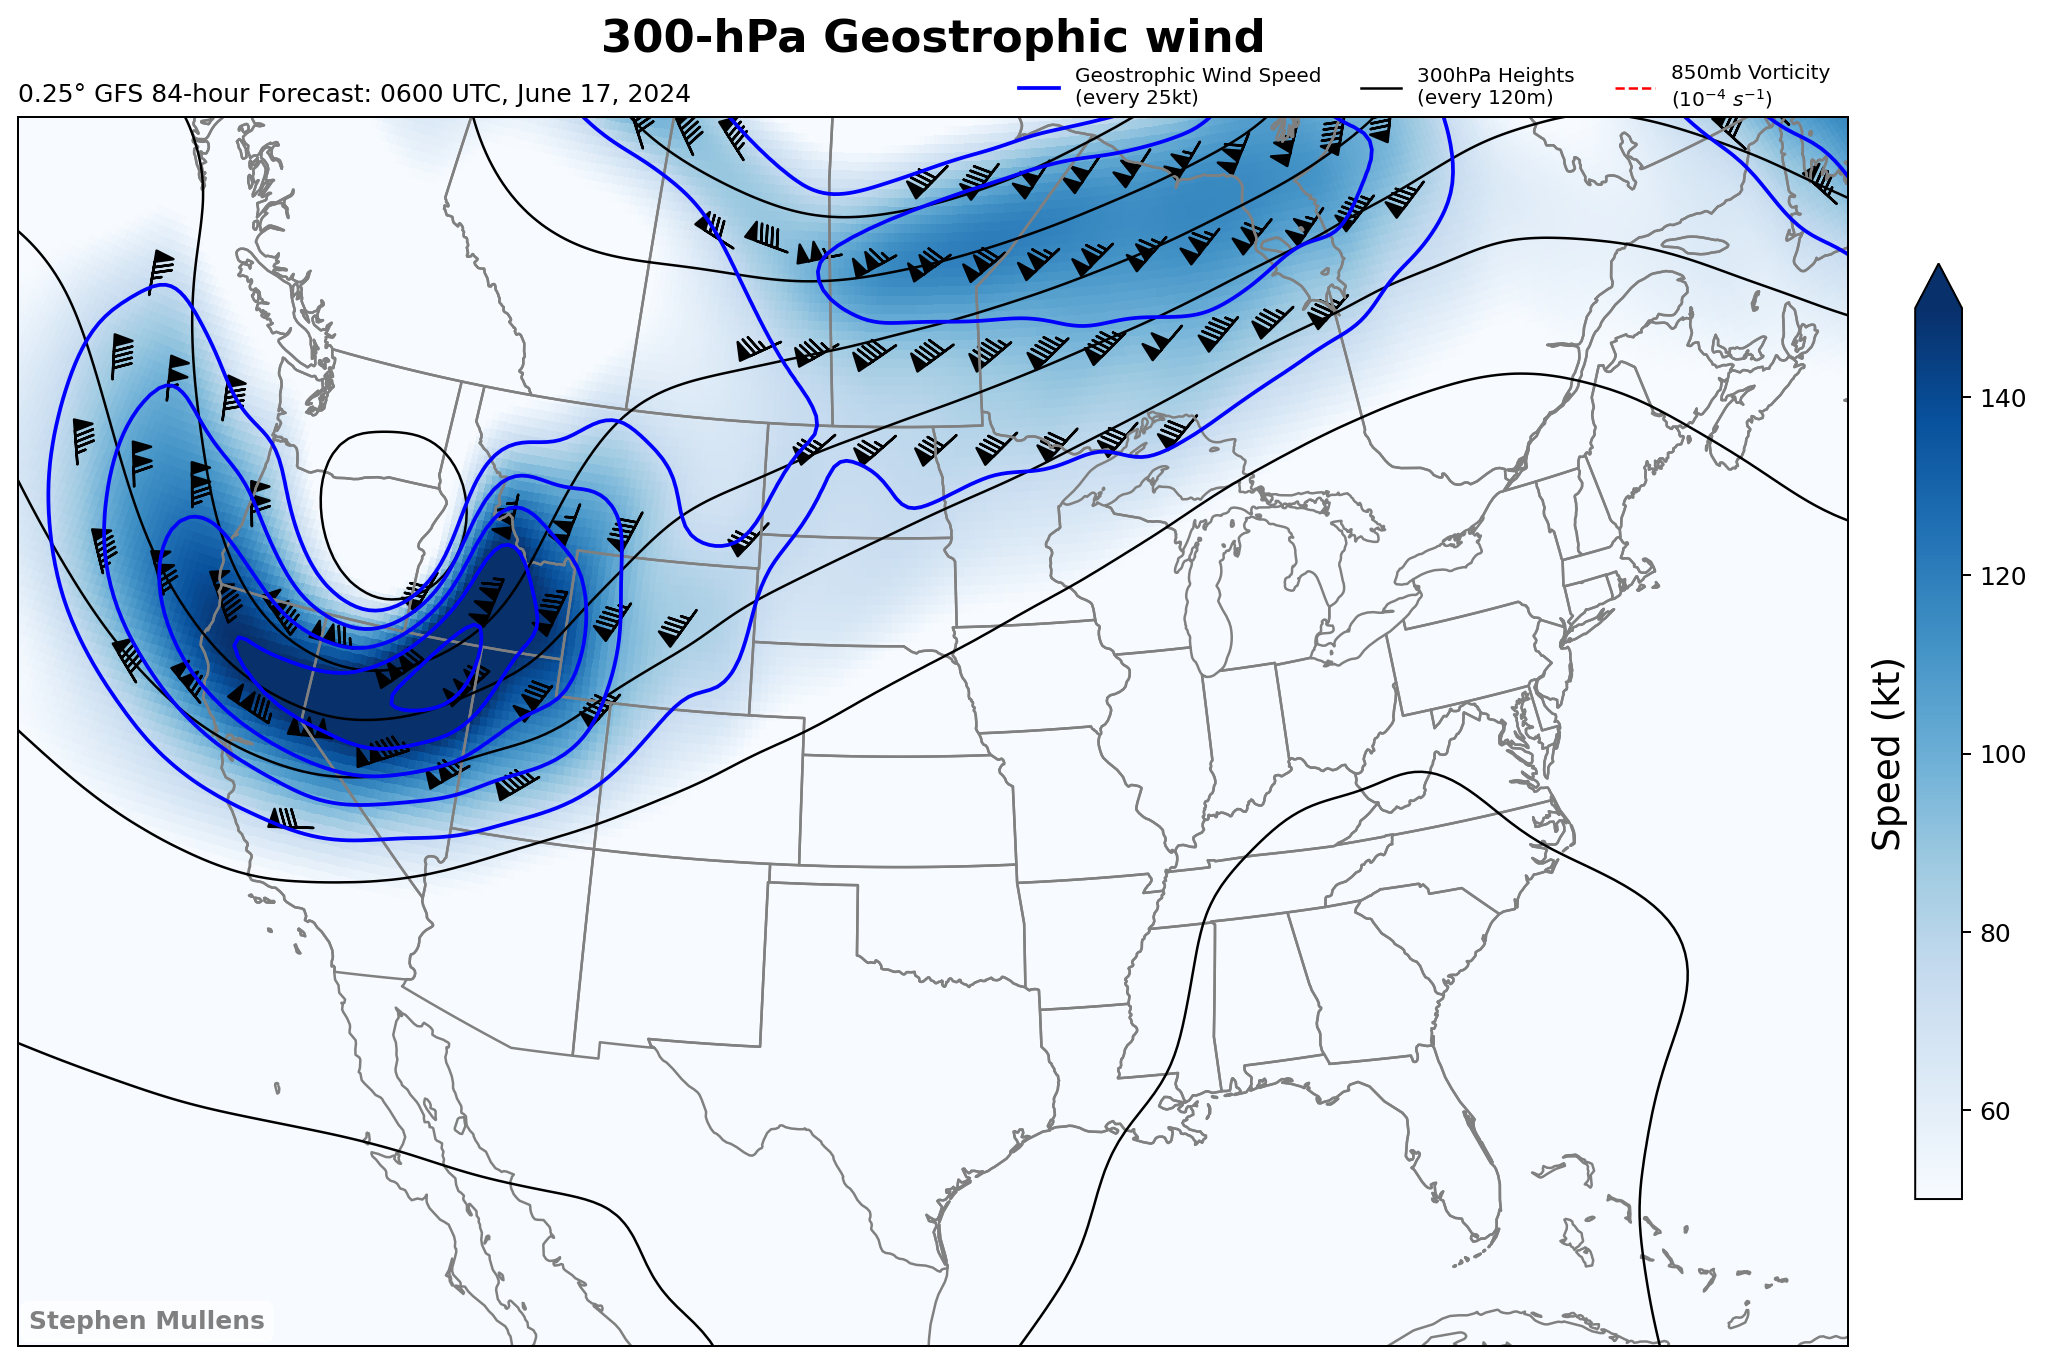 300-hPa Geostrophic wind
0.25° GFS 84-hour Forecast: 0600 UTC, June 17, 2024
Geostrophic Wind Speed
(every 25kt)
300hPa Heights
(every 120m)
850mb Vorticity
(10⁻⁴ s⁻¹)
140
120
100
80
60
Speed (kt)
Stephen Mullens